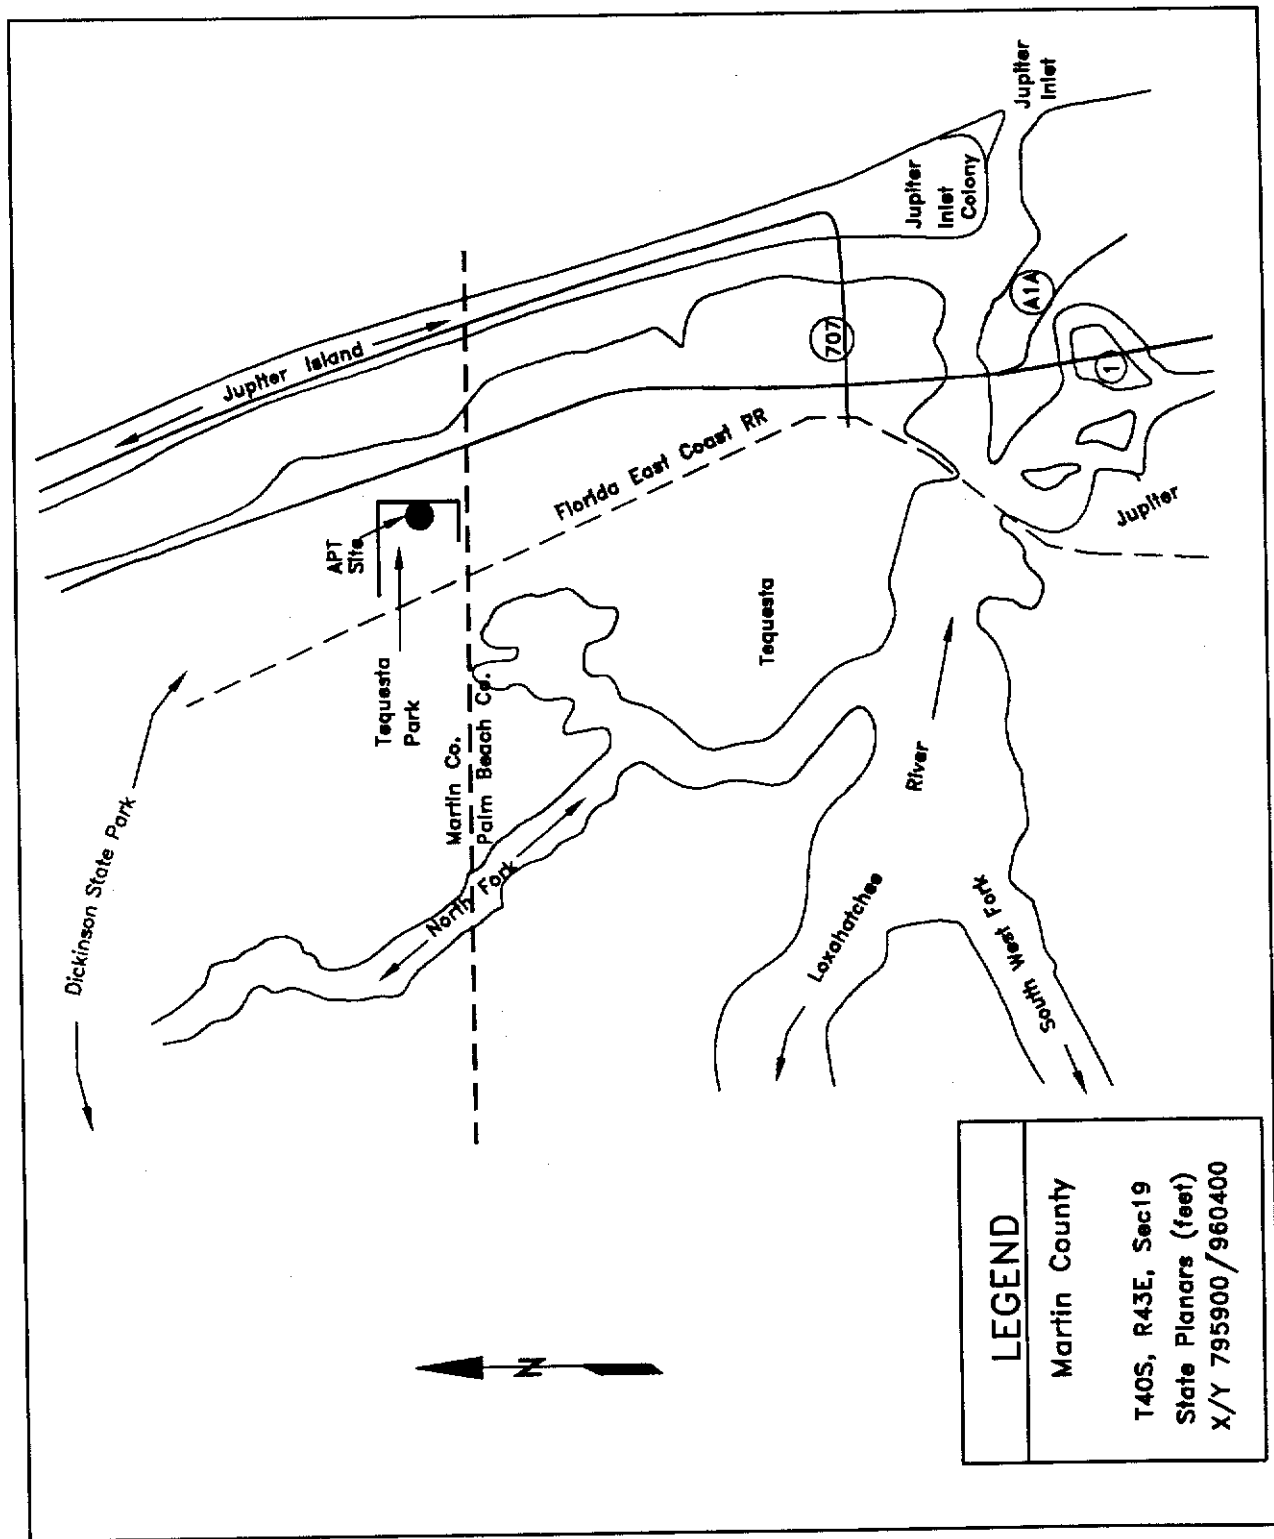 Dickinson State Park
Jupiter Island
APT
Site
Tequesta
Park
Florida East Coast RR
Martin Co.
Palm Beach Co.
North Fork
Tequesta
707
Jupiter
Inlet
Colony
Jupiter
Inlet
A1A
1
Jupiter
River
Loxahatchee
South West Fork
N
LEGEND
Martin County
T40S, R43E, Sec19
State Planars (feet)
X/Y 795900/960400